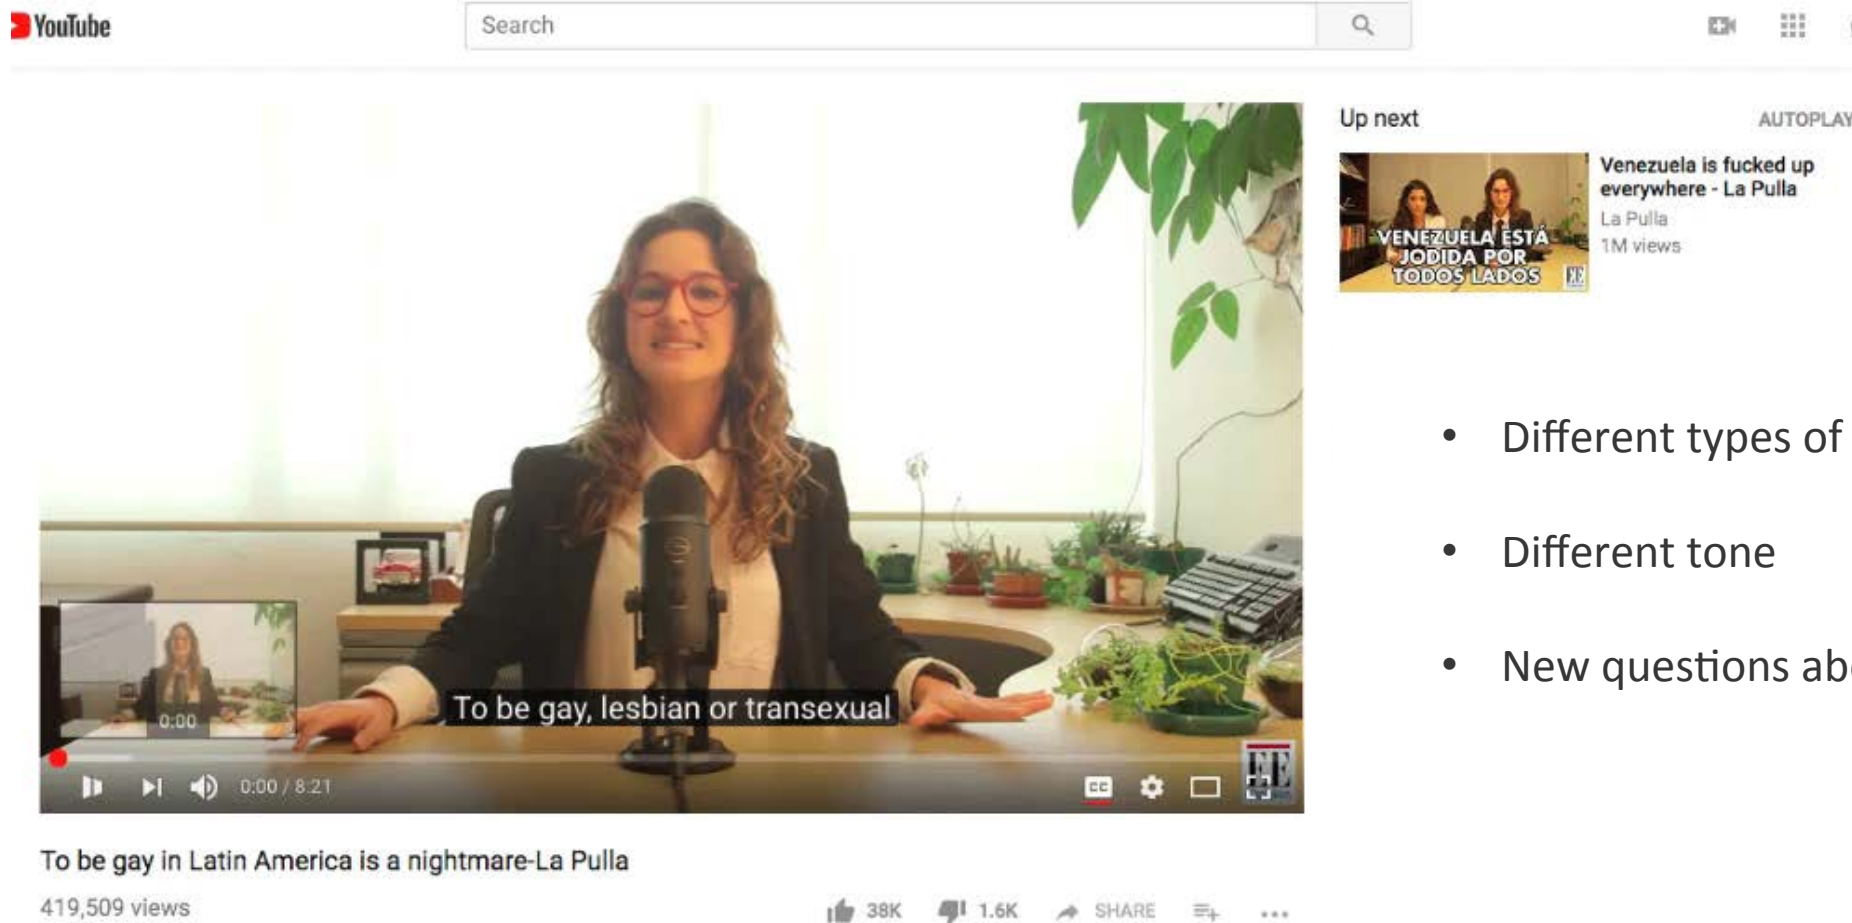 YouTube
Search
Up next
AUTOPLAY
Venezuela is fucked up
everywhere - La Pulla
La Pulla
1M views
VENEZUELA ESTÁ
JODIDA POR
TODOS LADOS
EE
Different types of
Different tone
New questions ab
To be gay, lesbian or transexual
0:00
0:00 / 8:21
CC
EE
To be gay in Latin America is a nightmare-La Pulla
419,509 views
38K
1.6K
SHARE